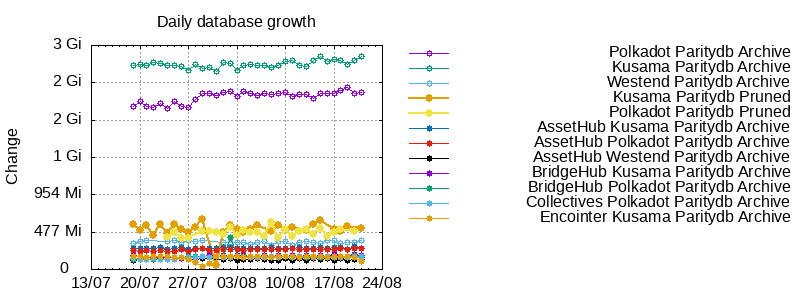 Daily database growth
3 Gi
2 Gi
2 Gi
1 Gi
954 Mi
477 Mi
0
Change
13/07 20/07 27/07 03/08 10/08 17/08 24/08
Polkadot Paritydb Archive
Kusama Paritydb Archive
Westend Paritydb Archive
Kusama Paritydb Pruned
Polkadot Paritydb Pruned
AssetHub Kusama Paritydb Archive
AssetHub Polkadot Paritydb Archive
AssetHub Westend Paritydb Archive
BridgeHub Kusama Paritydb Archive
BridgeHub Polkadot Paritydb Archive
Collectives Polkadot Paritydb Archive
Encointer Kusama Paritydb Archive